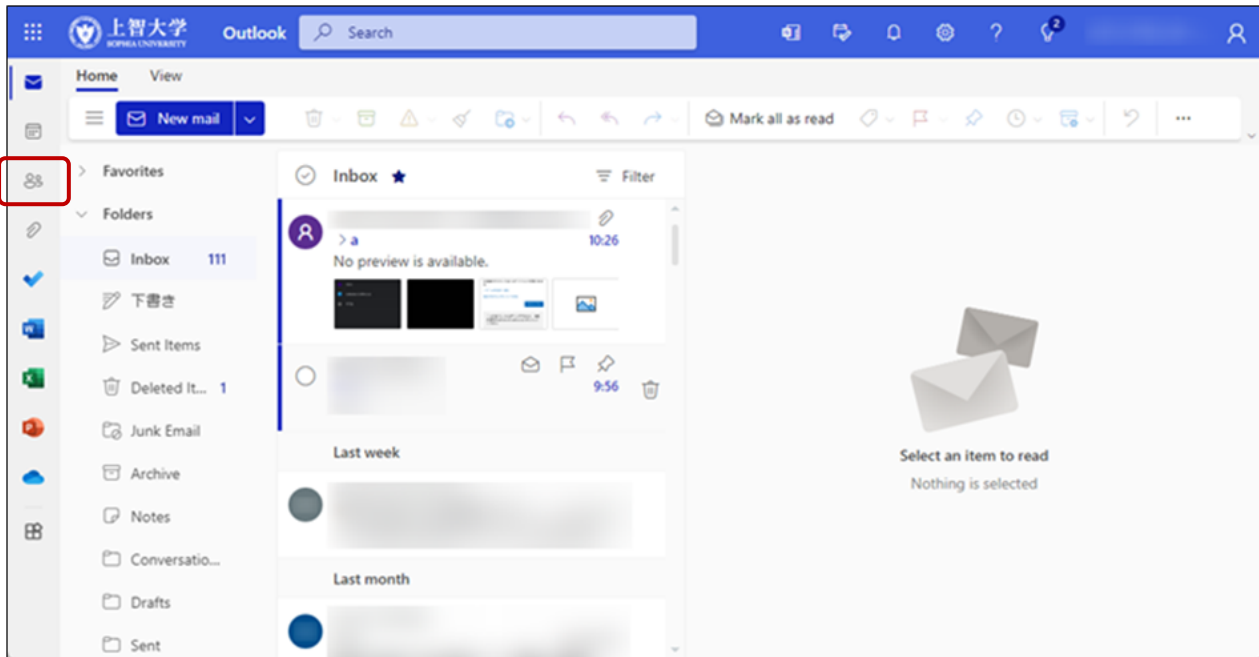 上智大学
SOPHIA UNIVERSITY
Outlook
Search
2
Home View
New mail
Mark all as read
Favorites
Folders
Inbox 111
下書き
Sent Items
Deleted It... 1
Junk Email
Archive
Notes
Conversatio...
Drafts
Sent
Inbox
Filter
> a
10:26
No preview is available.
9:56
Last week
Last month
Select an item to read
Nothing is selected